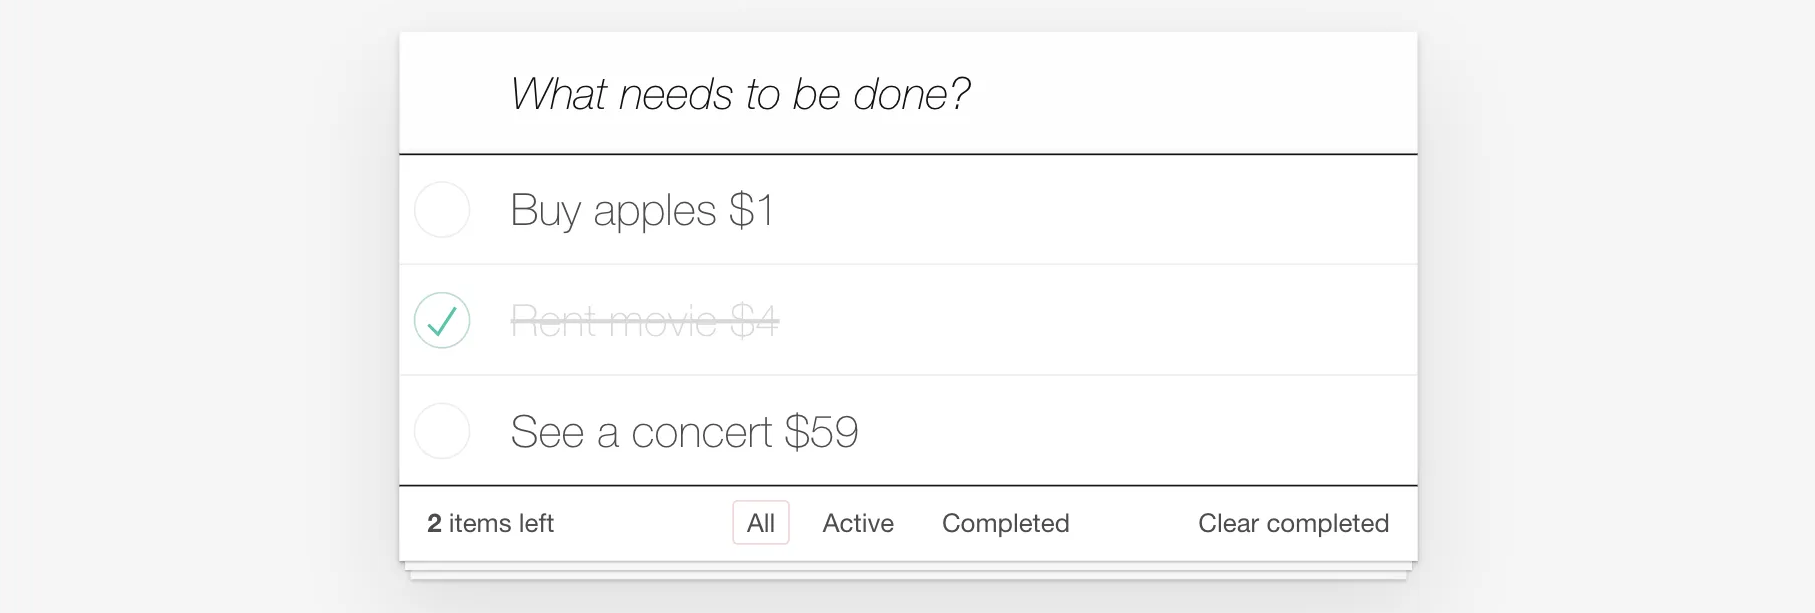 What needs to be done?
Buy apples $1
Rent movie $4
See a concert $59
2 items left All Active Completed Clear completed